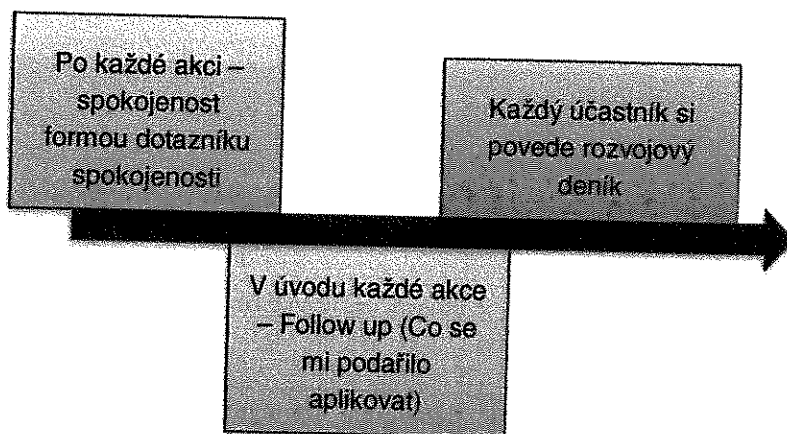 Po každé akci –
spokojenost
formou dotazníku
spokojenosti
V úvodu každé akce
– Follow up (Co se
mi podařilo
aplikovat)
Každý účastník si
povede rozvojový
deník